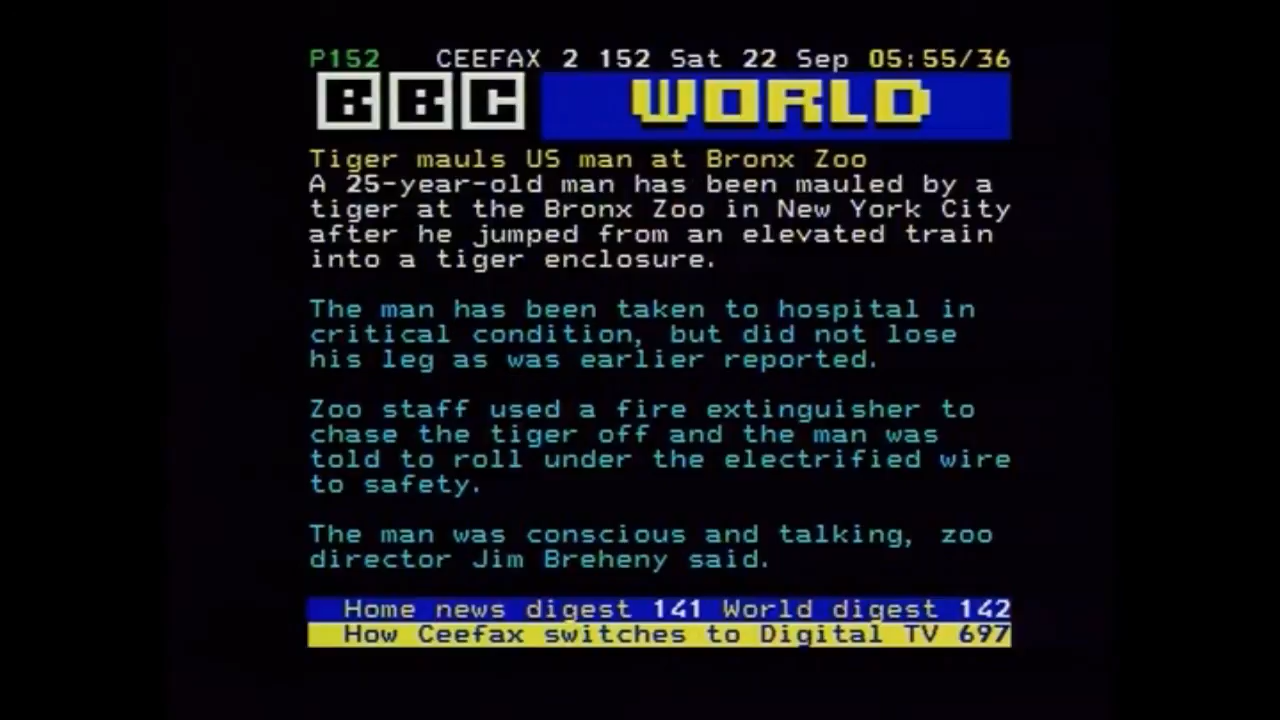 P152 CEEFAX 2 152 Sat 22 Sep 05:55/36
BBC WORLD
Tiger mauls US man at Bronx Zoo
A 25-year-old man has been mauled by a
tiger at the Bronx Zoo in New York City
after he jumped from an elevated train
into a tiger enclosure.
The man has been taken to hospital in
critical condition, but did not lose
his leg as was earlier reported.
Zoo staff used a fire extinguisher to
chase the tiger off and the man was
told to roll under the electrified wire
to safety.
The man was conscious and talking, zoo
director Jim Breheny said.
Home news digest 141 World digest 142
How Ceefax switches to Digital TV 697